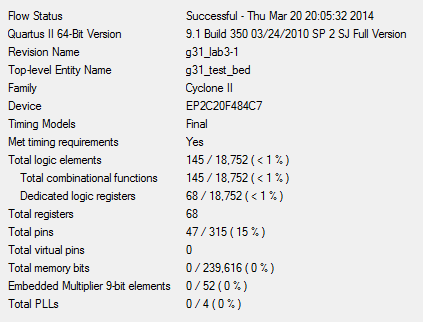 Flow Status Successful - Thu Mar 20 20:05:32 2014
Quartus II 64-Bit Version 9.1 Build 350 03/24/2010 SP 2 SJ Full Version
Revision Name g31_lab3-1
Top-level Entity Name g31_test_bed
Family Cyclone II
Device EP2C20F484C7
Timing Models Final
Met timing requirements Yes
Total logic elements 145 / 18,752 ( < 1 % )
Total combinational functions 145 / 18,752 ( < 1 % )
Dedicated logic registers 68 / 18,752 ( < 1 % )
Total registers 68
Total pins 47 / 315 ( 15 % )
Total virtual pins 0
Total memory bits 0 / 239,616 ( 0 % )
Embedded Multiplier 9-bit elements 0 / 52 ( 0 % )
Total PLLs 0 / 4 ( 0 % )